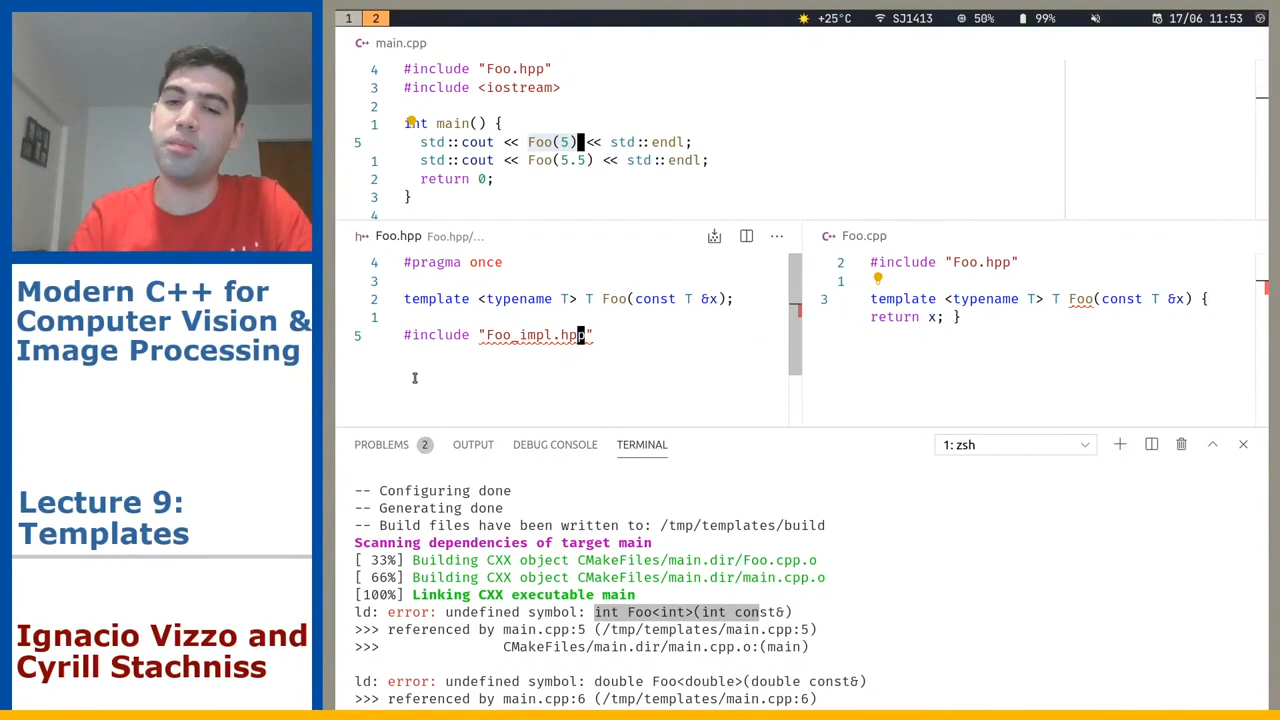 1 2 +25°C SJ1413 50% 99% 17/06 11:53
main.cpp
4 #include "Foo.hpp"
3 #include <iostream>
2
1 int main() {
5 std::cout << Foo(5) << std::endl;
1 std::cout << Foo(5.5) << std::endl;
2 return 0;
3 }
4
Foo.hpp Foo.hpp/... ···
4 #pragma once
3
2 template <typename T> T Foo(const T &x);
1
5 #include "Foo_impl.hpp"
Foo.cpp
2 #include "Foo.hpp"
1
3 template <typename T> T Foo(const T &x) {
return x; }
PROBLEMS 2 OUTPUT DEBUG CONSOLE TERMINAL 1: zsh
-- Configuring done
-- Generating done
-- Build files have been written to: /tmp/templates/build
Scanning dependencies of target main
[ 33%] Building CXX object CMakeFiles/main.dir/Foo.cpp.o
[ 66%] Building CXX object CMakeFiles/main.dir/main.cpp.o
[100%] Linking CXX executable main
ld: error: undefined symbol: int Foo<int>(int const&)
>>> referenced by main.cpp:5 (/tmp/templates/main.cpp:5)
>>> CMakeFiles/main.dir/main.cpp.o:(main)
ld: error: undefined symbol: double Foo<double>(double const&)
>>> referenced by main.cpp:6 (/tmp/templates/main.cpp:6)
Modern C++ for
Computer Vision &
Image Processing
Lecture 9:
Templates
Ignacio Vizzo and
Cyrill Stachniss